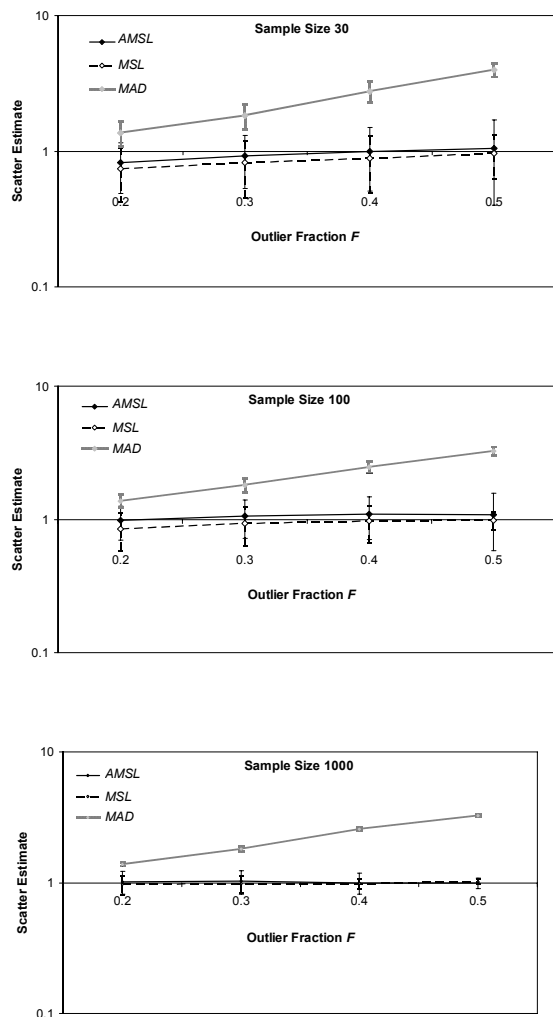 10
Sample Size 30
AMSL
MSL
MAD
Scatter Estimate
1
0.2 0.3 0.4 0.5
Outlier Fraction F
0.1
10
Sample Size 100
AMSL
MSL
MAD
Scatter Estimate
1
0.2 0.3 0.4 0.5
Outlier Fraction F
0.1
10
Sample Size 1000
AMSL
MSL
MAD
Scatter Estimate
1
0.2 0.3 0.4 0.5
Outlier Fraction F
0.1